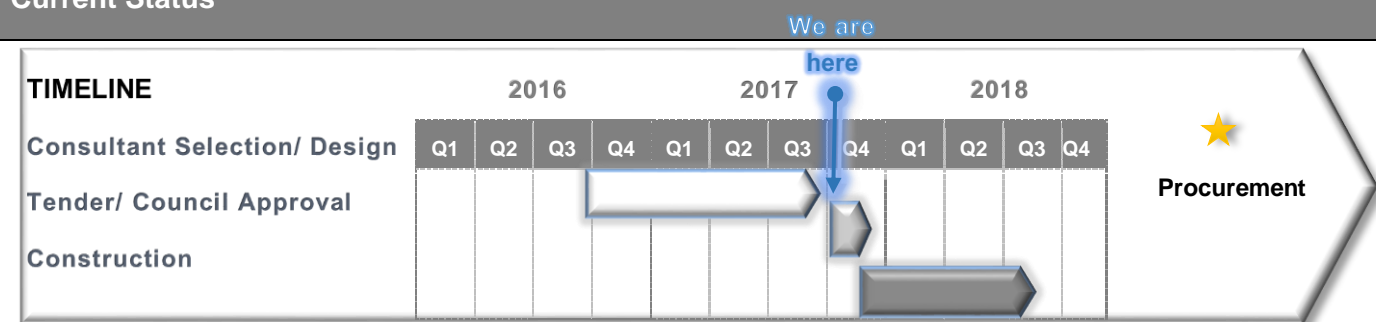 Current Status
We are
here
TIMELINE 2016 2017 2018
Consultant Selection/ Design Q1 Q2 Q3 Q4 Q1 Q2 Q3 Q4 Q1 Q2 Q3 Q4
Tender/ Council Approval
Procurement
Construction